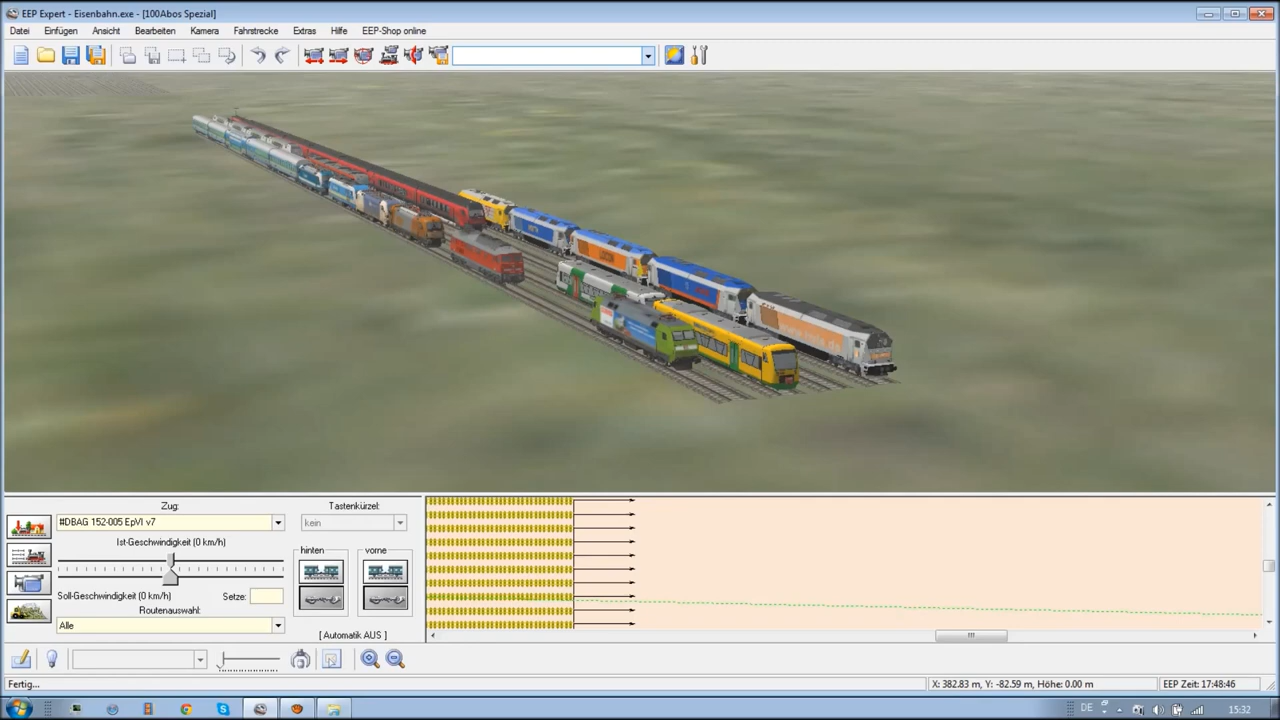 EEP Expert - Eisenbahn.exe - [100Abos Spezial]
Datei Einfügen Ansicht Bearbeiten Kamera Fahrstrecke Extras Hilfe EEP-Shop online
Zug:
#DBAG 152-005 EpVI v7
Tastenkürzel:
kein
Ist-Geschwindigkeit (0 km/h)
hinten
vorne
Soll-Geschwindigkeit (0 km/h)
Setze:
Routenauswahl:
Alle
[ Automatik AUS ]
Fertig...
X: 382.83 m, Y: -82.59 m, Höhe: 0.00 m
EEP Zeit: 17:48:46
DE
15:32